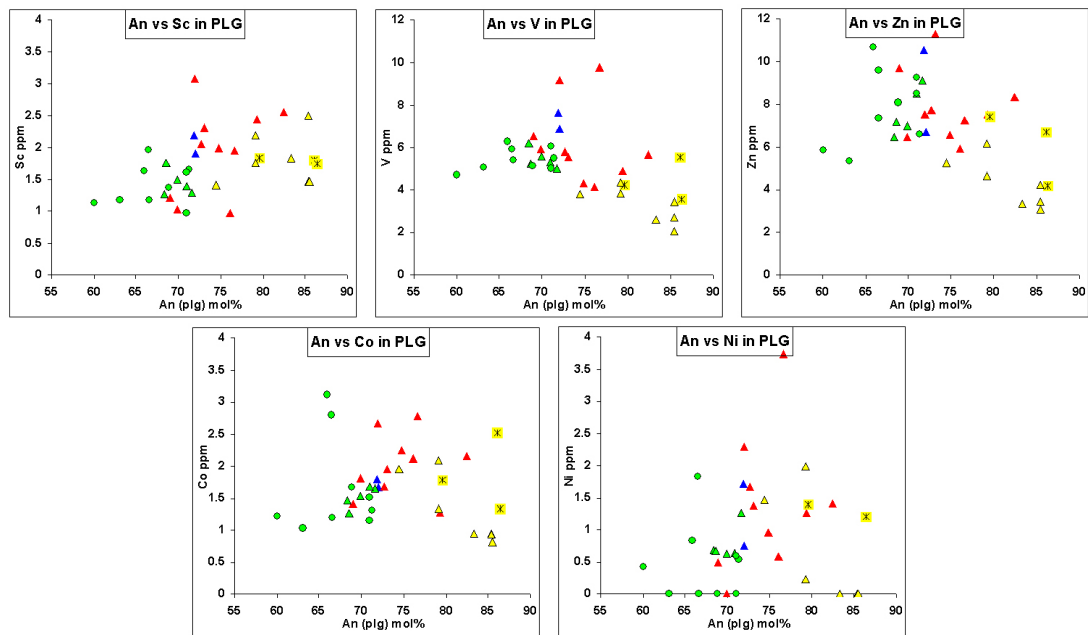 An vs Sc in PLG
4
3.5
3
2.5
2
1.5
1
0.5
0
Sc ppm
55 60 65 70 75 80 85 90
An (plg) mol%
An vs V in PLG
12
10
8
6
4
2
0
V ppm
55 60 65 70 75 80 85 90
An (plg) mol%
An vs Zn in PLG
12
10
8
6
4
2
0
Zn ppm
55 60 65 70 75 80 85 90
An (plg) mol%
An vs Co in PLG
4
3.5
3
2.5
2
1.5
1
0.5
0
Co ppm
55 60 65 70 75 80 85 90
An (plg) mol%
An vs Ni in PLG
4
3.5
3
2.5
2
1.5
1
0.5
0
Ni ppm
55 60 65 70 75 80 85 90
An (plg) mol%